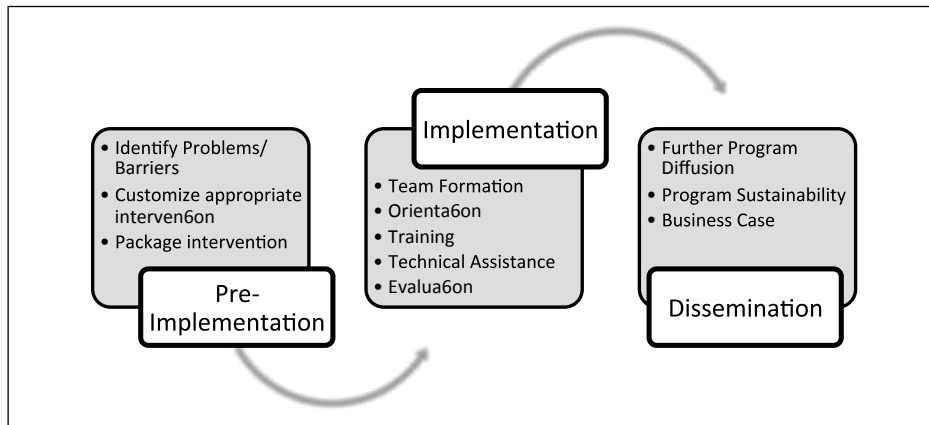 • Identify Problems/
Barriers
• Customize appropriate
interven6on
• Package intervention
Pre-
Implementation
Implementation
• Team Formation
• Orienta6on
• Training
• Technical Assistance
• Evalua6on
• Further Program
Diffusion
• Program Sustainability
• Business Case
Dissemination